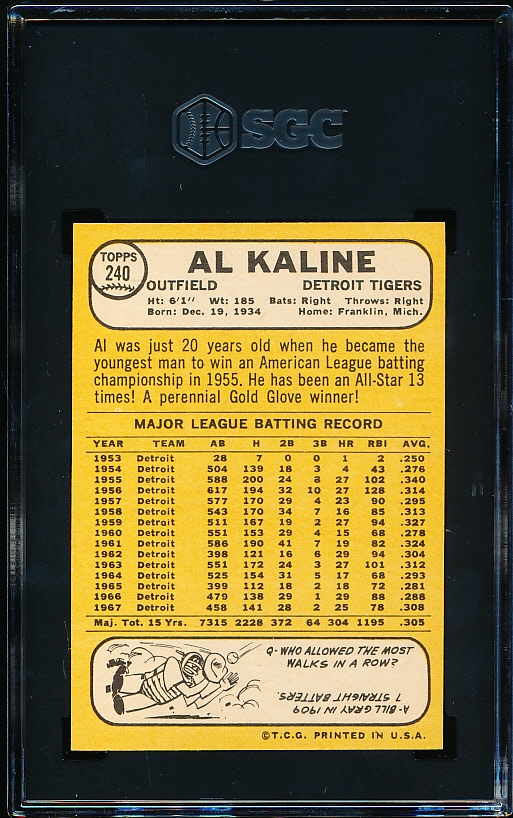 SGC
TOPPS
240
AL KALINE
OUTFIELD DETROIT TIGERS
Ht: 6'1" Wt: 185 Bats: Right Throws: Right
Born: Dec. 19, 1934 Home: Franklin, Mich.
Al was just 20 years old when he became the
youngest man to win an American League batting
championship in 1955. He has been an All-Star 13
times! A perennial Gold Glove winner!
MAJOR LEAGUE BATTING RECORD
YEAR TEAM AB H 2B 3B HR RBI AVG.
1953 Detroit 28 7 0 0 1 2 .250
1954 Detroit 504 139 18 3 4 43 .276
1955 Detroit 588 200 24 8 27 102 .340
1956 Detroit 617 194 32 10 27 128 .314
1957 Detroit 577 170 29 4 23 90 .295
1958 Detroit 543 170 34 7 16 85 .313
1959 Detroit 511 167 19 2 27 94 .327
1960 Detroit 551 153 29 4 15 68 .278
1961 Detroit 586 190 41 7 19 82 .324
1962 Detroit 398 121 16 6 29 94 .304
1963 Detroit 551 172 24 3 27 101 .312
1964 Detroit 525 154 31 5 17 68 .293
1965 Detroit 399 112 18 2 18 72 .281
1966 Detroit 479 138 29 1 29 88 .288
1967 Detroit 458 141 28 2 25 78 .308
Maj. Tot. 15 Yrs. 7315 2228 372 64 304 1195 .305
Q-WHO ALLOWED THE MOST
WALKS IN A ROW?
A-BILL GRAY IN 1909
7 STRAIGHT BATTERS.
©T.C.G. PRINTED IN U.S.A.